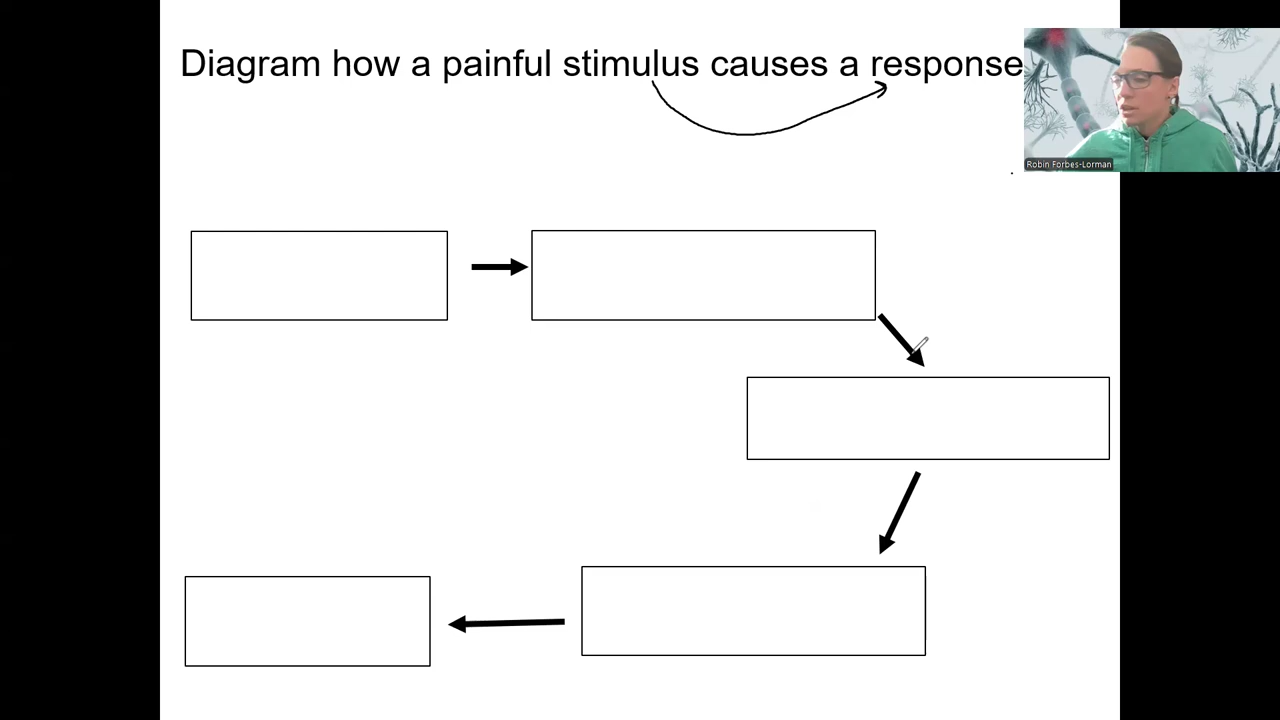 Diagram how a painful stimulus causes a response
Robin Forbes-Lorman